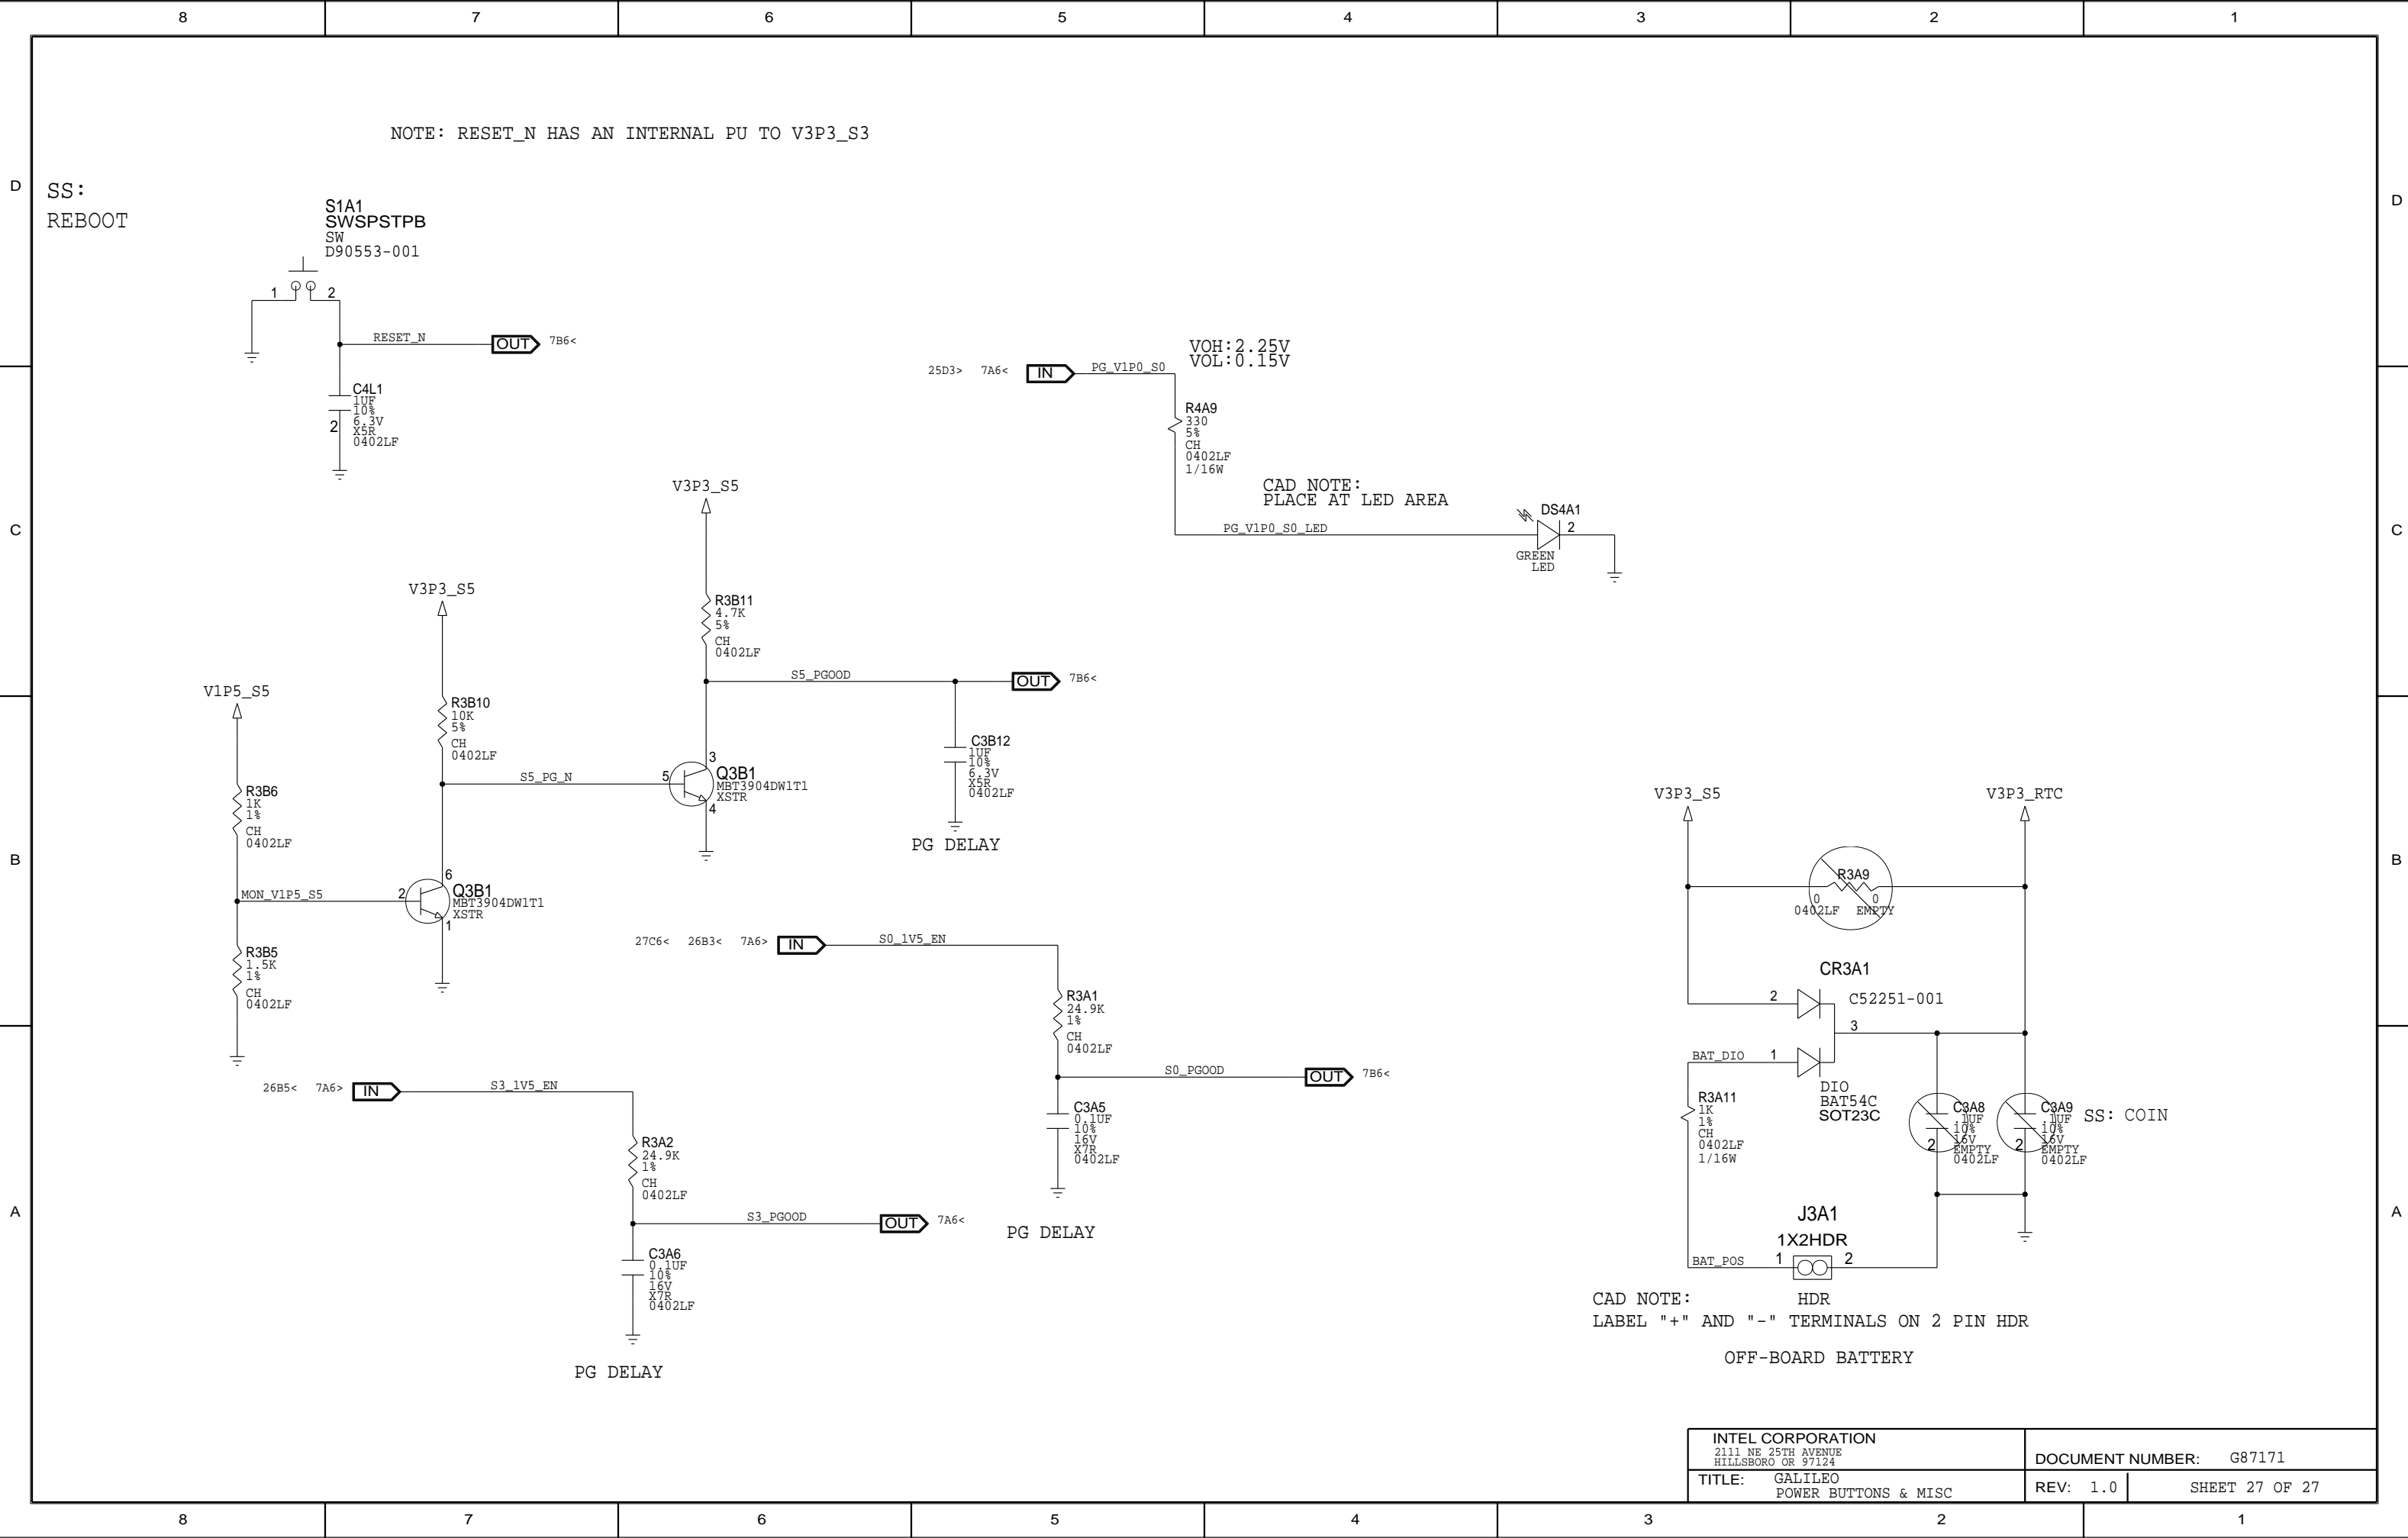 8 7 6 5 4 3 2 1
NOTE: RESET_N HAS AN INTERNAL PU TO V3P3_S3
D
D
SS:
REBOOT
S1A1
SWSPSTPB
SW
D90553-001
1 2
RESET_N
OUT 7B6<
C4L1
1UF
10%
6.3V
X5R
0402LF
2
VOH:2.25V
VOL:0.15V
25D3> 7A6< IN PG_V1P0_S0
R4A9
330
5%
CH
0402LF
1/16W
CAD NOTE:
PLACE AT LED AREA
PG_V1P0_S0_LED
DS4A1
2
GREEN
LED
C
C
V3P3_S5
R3B11
4.7K
5%
CH
0402LF
S5_PGOOD
OUT 7B6<
V3P3_S5
R3B10
10K
5%
CH
0402LF
S5_PG_N
5
3
Q3B1
MBT3904DW1T1
XSTR
4
C3B12
1UF
10%
6.3V
X5R
0402LF
PG DELAY
V1P5_S5
R3B6
1K
1%
CH
0402LF
MON_V1P5_S5
2
6
Q3B1
MBT3904DW1T1
XSTR
1
R3B5
1.5K
1%
CH
0402LF
B
B
27C6< 26B3< 7A6> IN S0_1V5_EN
R3A1
24.9K
1%
CH
0402LF
S0_PGOOD
OUT 7B6<
C3A5
0.1UF
10%
16V
X7R
0402LF
PG DELAY
26B5< 7A6> IN S3_1V5_EN
R3A2
24.9K
1%
CH
0402LF
S3_PGOOD
OUT 7A6<
C3A6
0.1UF
10%
16V
X7R
0402LF
PG DELAY
V3P3_S5
V3P3_RTC
R3A9
0 0
0402LF EMPTY
CR3A1
2
C52251-001
3
BAT_DIO 1
DIO
BAT54C
SOT23C
R3A11
1K
1%
CH
0402LF
1/16W
C3A8
.1UF
10%
16V
EMPTY
0402LF
2
C3A9
.1UF
10%
16V
EMPTY
0402LF
2
SS: COIN
A
A
J3A1
1X2HDR
BAT_POS 1 2
HDR
CAD NOTE:
LABEL "+" AND "-" TERMINALS ON 2 PIN HDR
OFF-BOARD BATTERY
INTEL CORPORATION
2111 NE 25TH AVENUE
HILLSBORO OR 97124
DOCUMENT NUMBER: G87171
TITLE: GALILEO
POWER BUTTONS & MISC
REV: 1.0
SHEET 27 OF 27
8 7 6 5 4 3 2 1